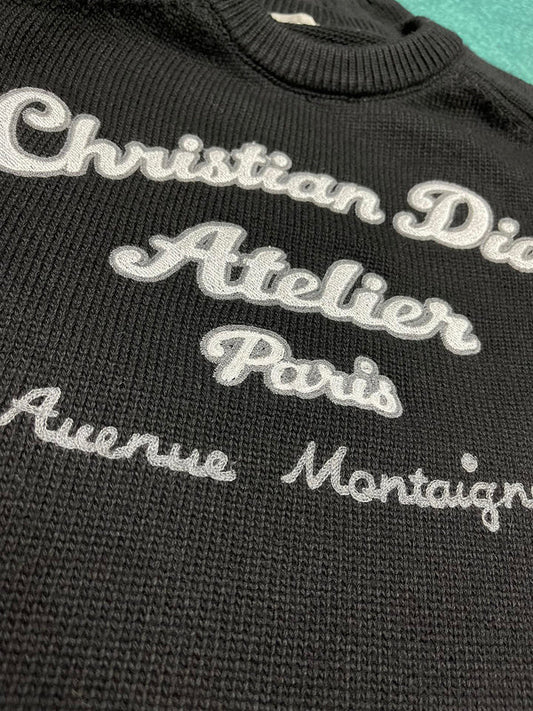 Christian Dio
Atelier
Paris
Avenue Montaign